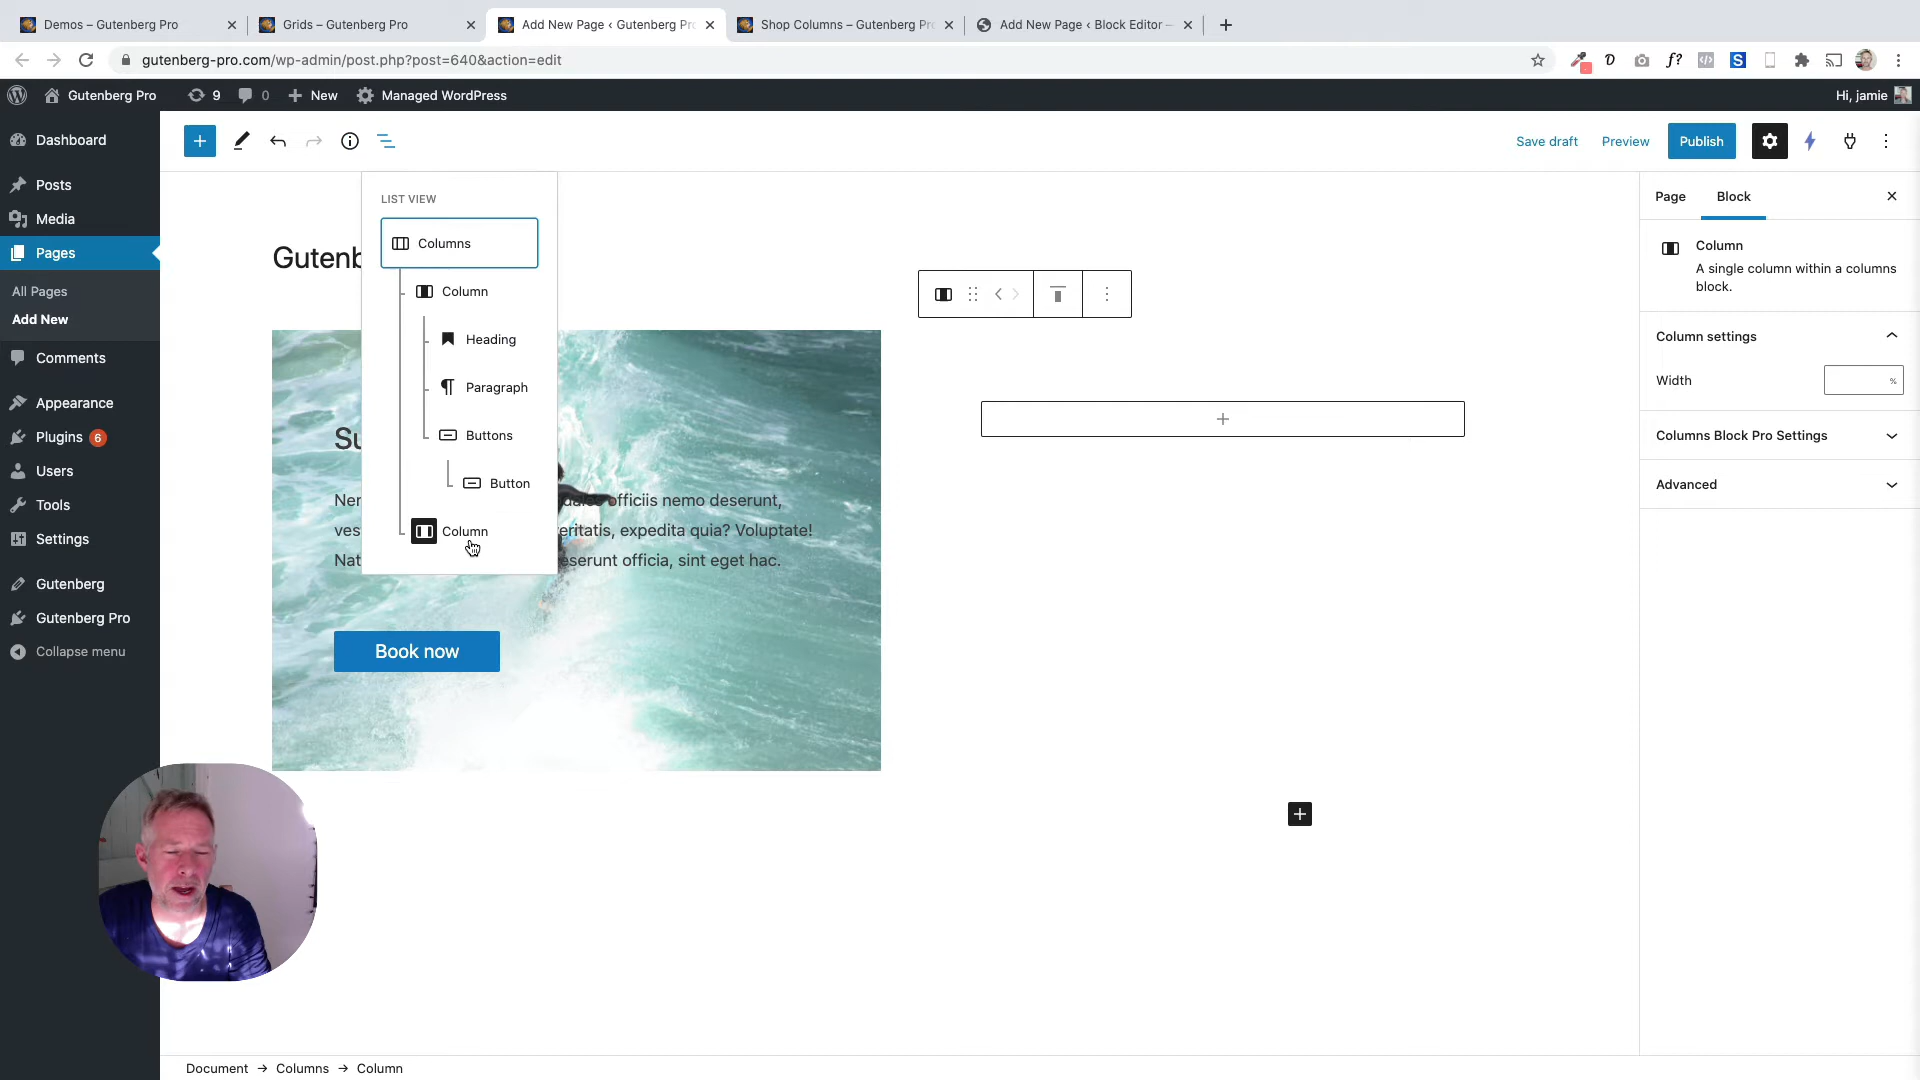 Demos – Gutenberg Pro
Grids – Gutenberg Pro
Add New Page ‹ Gutenberg Pr
Shop Columns – Gutenberg Pr
Add New Page ‹ Block Editor –
gutenberg-pro.com/wp-admin/post.php?post=640&action=edit
Gutenberg Pro
9
0
New
Managed WordPress
Hi, jamie
Dashboard
Posts
Media
Pages
All Pages
Add New
Comments
Appearance
Plugins 6
Users
Tools
Settings
Gutenberg
Gutenberg Pro
Collapse menu
Save draft
Preview
Publish
LIST VIEW
Columns
Column
Heading
Paragraph
Buttons
Button
Column
Gutenb
Su
Nem
officiis nemo deserunt,
ves
eritatis, expedita quia? Voluptate!
Nat
eserunt officia, sint eget hac.
Book now
Page
Block
Column
A single column within a columns
block.
Column settings
Width
%
Columns Block Pro Settings
Advanced
Document → Columns → Column